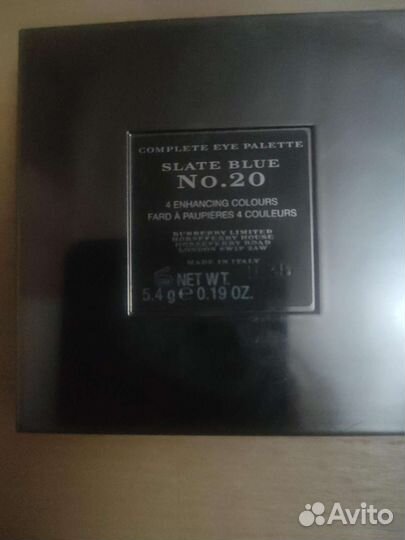 COMPLETE EYE PALETTE
SLATE BLUE
No.20
4 ENHANCING COLOURS
FARD À PAUPIÈRES 4 COULEURS
BURBERRY LIMITED
HORSEFERRY HOUSE
HORSEFERRY ROAD
LONDON SW1P 2AW
MADE IN ITALY
NET WT.
5.4 g ℮ 0.19 OZ.
Avito